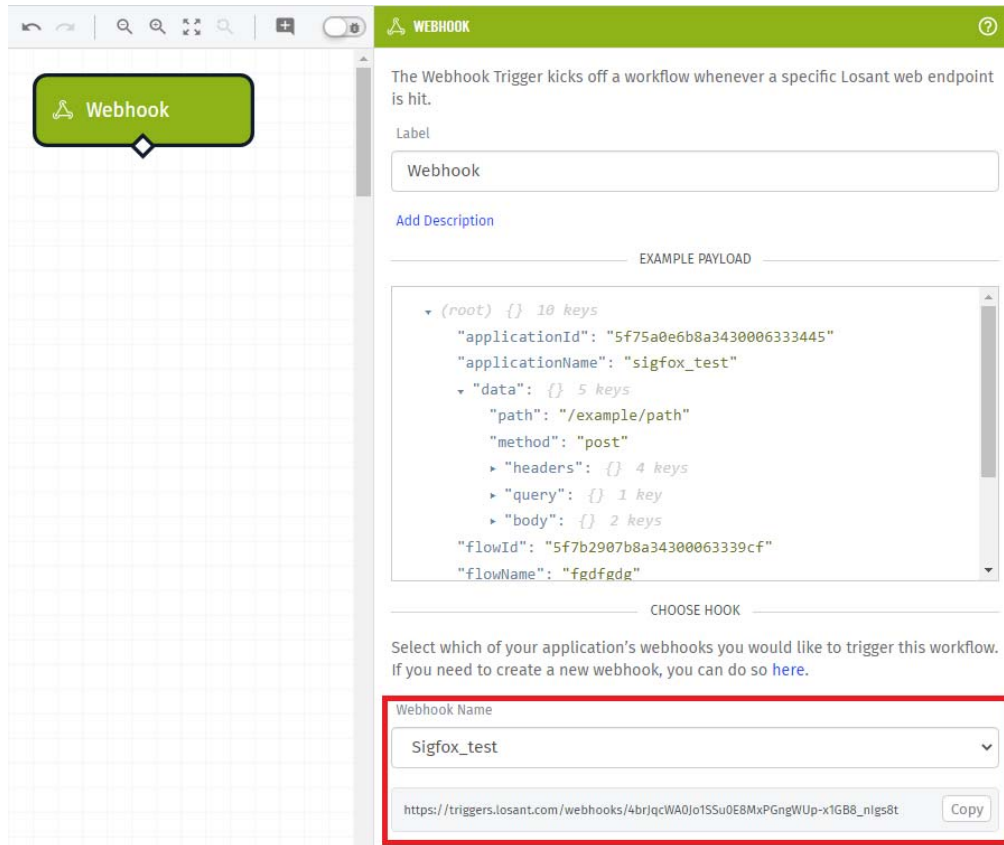 WEBHOOK
Webhook
The Webhook Trigger kicks off a workflow whenever a specific Losant web endpoint
is hit.
Label
Webhook
Add Description
EXAMPLE PAYLOAD
(root) {} 10 keys
"applicationId": "5f75a0e6b8a3430006333445"
"applicationName": "sigfox_test"
"data": {} 5 keys
"path": "/example/path"
"method": "post"
"headers": {} 4 keys
"query": {} 1 key
"body": {} 2 keys
"flowId": "5f7b2907b8a34300063339cf"
"flowName": "fgdfgdg"
CHOOSE HOOK
Select which of your application's webhooks you would like to trigger this workflow.
If you need to create a new webhook, you can do so here.
Webhook Name
Sigfox_test
https://triggers.losant.com/webhooks/4brJqcWA0Jo1SSu0E8MxPGngWUp-x1GB8_nIgs8t
Copy